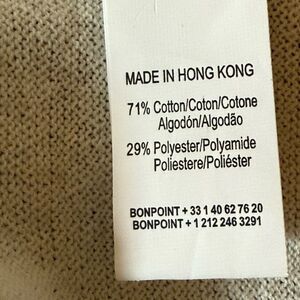 MADE IN HONG KONG
71% Cotton/Coton/Cotone
Algodón/Algodão
29% Polyester/Polyamide
Poliestere/Poliéster
BONPOINT + 33 1 40 62 76 20
BONPOINT + 1 212 246 3291